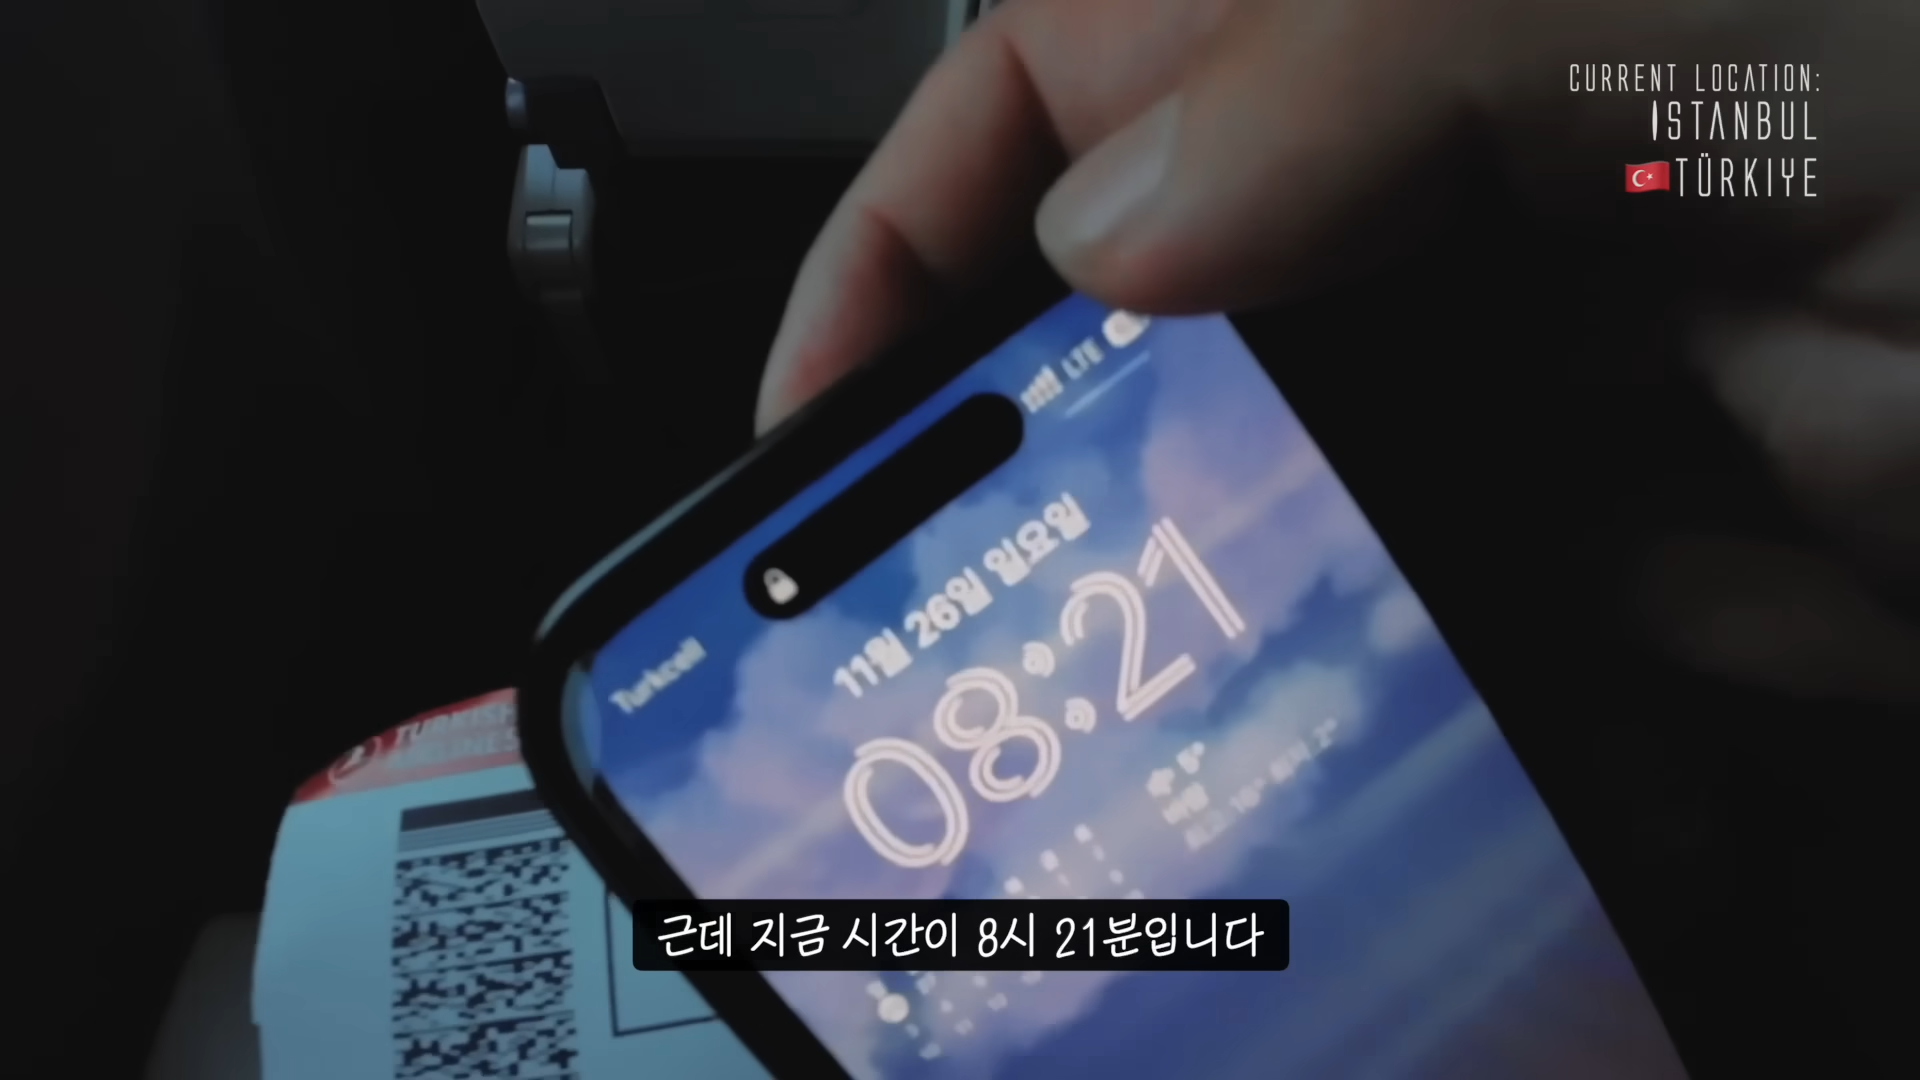 CURRENT LOCATION:
İSTANBUL
TÜRKIYE
LTE
11월 26일 일요일
Turkcell
08:21
TURKISH
AIRLINES
5°
근데 지금 시간이 8시 21분입니다